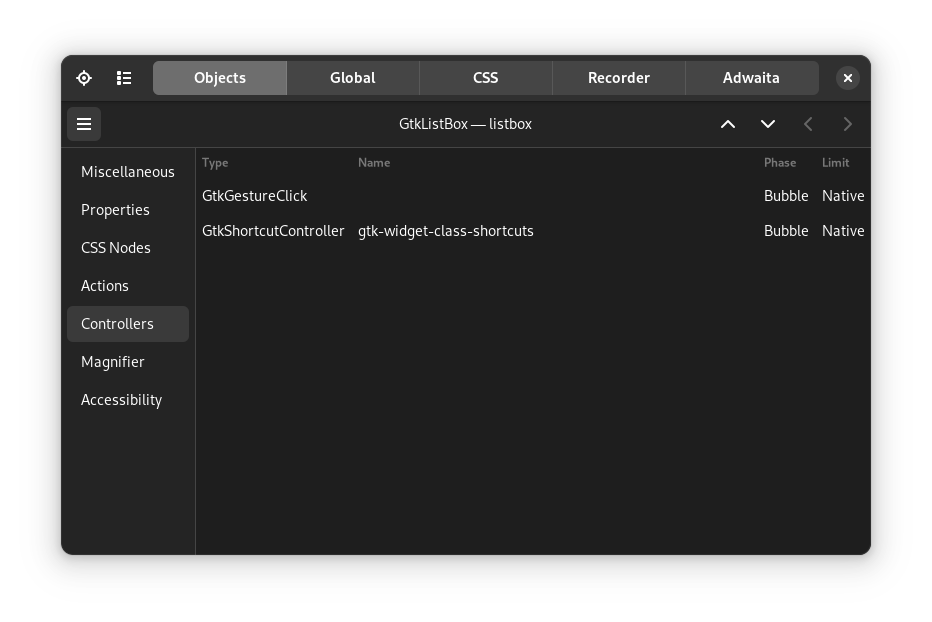 Objects Global CSS Recorder Adwaita
GtkListBox — listbox
Miscellaneous
Properties
CSS Nodes
Actions
Controllers
Magnifier
Accessibility
Type Name Phase Limit
GtkGestureClick Bubble Native
GtkShortcutController gtk-widget-class-shortcuts Bubble Native